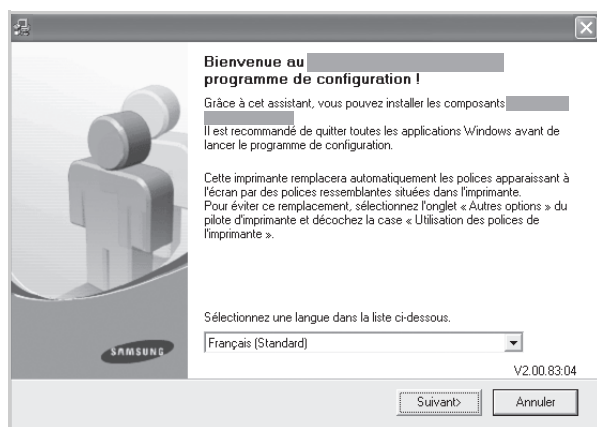 Bienvenue au
programme de configuration !
Grâce à cet assistant, vous pouvez installer les composants
Il est recommandé de quitter toutes les applications Windows avant de
lancer le programme de configuration.
Cette imprimante remplacera automatiquement les polices apparaissant à
l'écran par des polices ressemblantes situées dans l'imprimante.
Pour éviter ce remplacement, sélectionnez l'onglet « Autres options » du
pilote d'imprimante et décochez la case « Utilisation des polices de
l'imprimante ».
Sélectionnez une langue dans la liste ci-dessous.
Français (Standard)
SAMSUNG
V2.00.83:04
Suivant>
Annuler